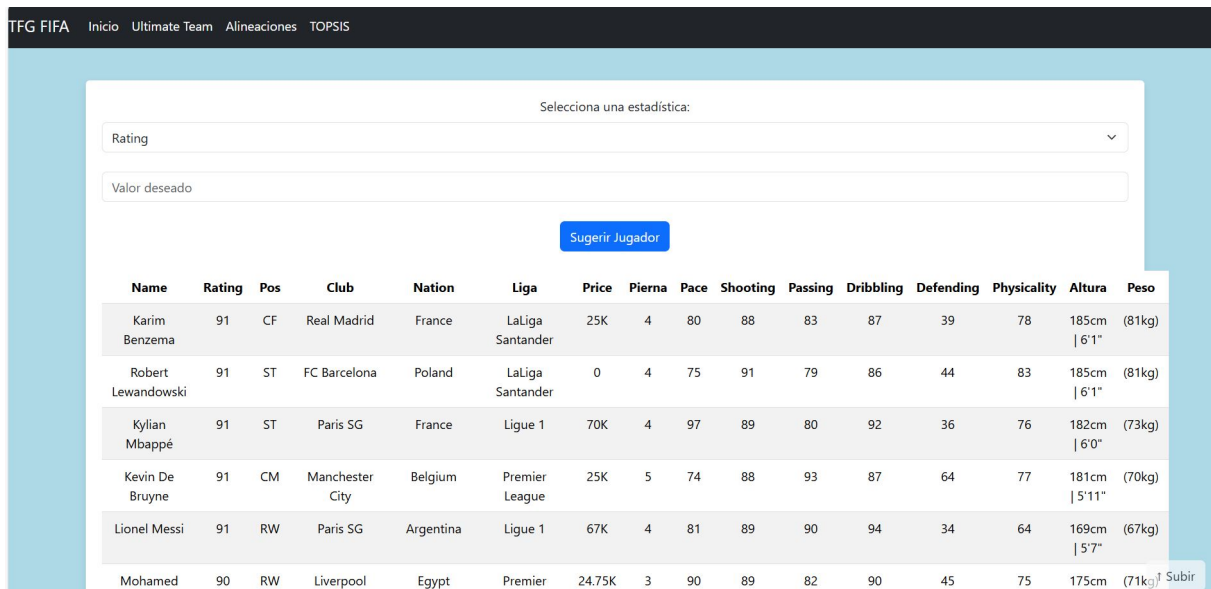 TFG FIFA Inicio Ultimate Team Alineaciones TOPSIS
Selecciona una estadística:
Rating
Valor deseado
Sugerir Jugador
Name Rating Pos Club Nation Liga Price Pierna Pace Shooting Passing Dribbling Defending Physicality Altura Peso
Karim 91 CF Real Madrid France LaLiga 25K 4 80 88 83 87 39 78 185cm (81kg)
Benzema Santander | 6'1"
Robert 91 ST FC Barcelona Poland LaLiga 0 4 75 91 79 86 44 83 185cm (81kg)
Lewandowski Santander | 6'1"
Kylian 91 ST Paris SG France Ligue 1 70K 4 97 89 80 92 36 76 182cm (73kg)
Mbappé | 6'0"
Kevin De 91 CM Manchester Belgium Premier 25K 5 74 88 93 87 64 77 181cm (70kg)
Bruyne City League | 5'11"
Lionel Messi 91 RW Paris SG Argentina Ligue 1 67K 4 81 89 90 94 34 64 169cm (67kg)
| 5'7"
Mohamed 90 RW Liverpool Egypt Premier 24.75K 3 90 89 82 90 45 75 175cm (71kg)
↑ Subir